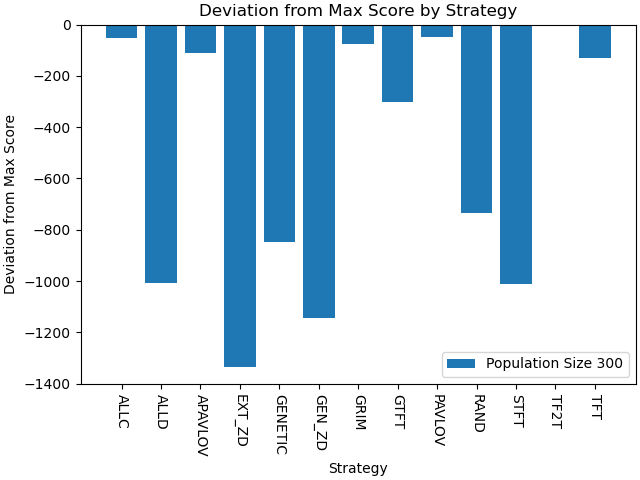 Deviation from Max Score by Strategy
Deviation from Max Score
0
−200
−400
−600
−800
−1000
−1200
−1400
Population Size 300
ALLC
ALLD
APAVLOV
EXT_ZD
GENETIC
GEN_ZD
GRIM
GTFT
PAVLOV
RAND
STFT
TF2T
TFT
Strategy